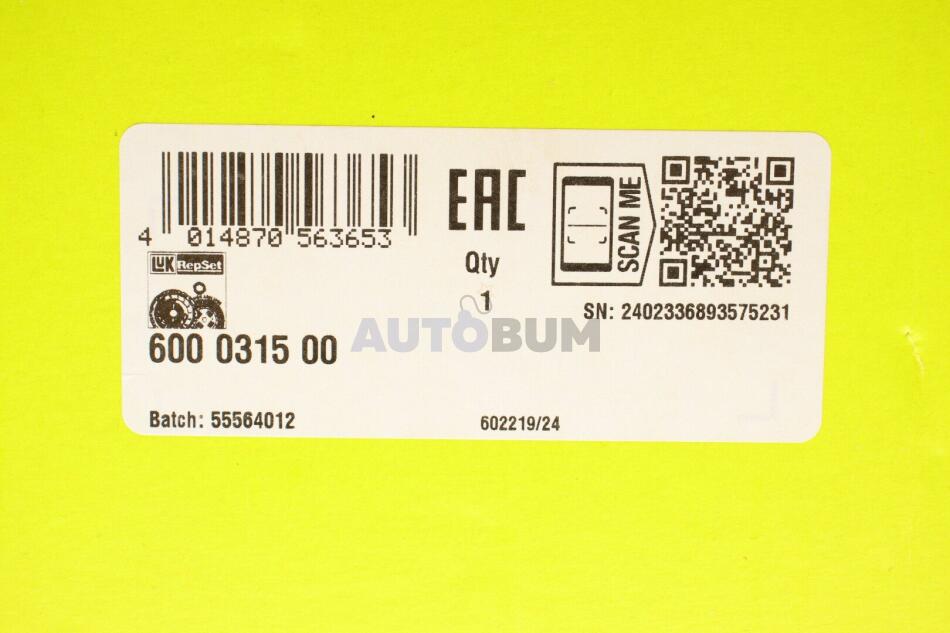 4 014870 563653
LuK RepSet
600 0315 00
Batch: 55564012
EAC
Qty
1
602219/24
SCAN ME
SN: 2402336893575231
AUTOBUM